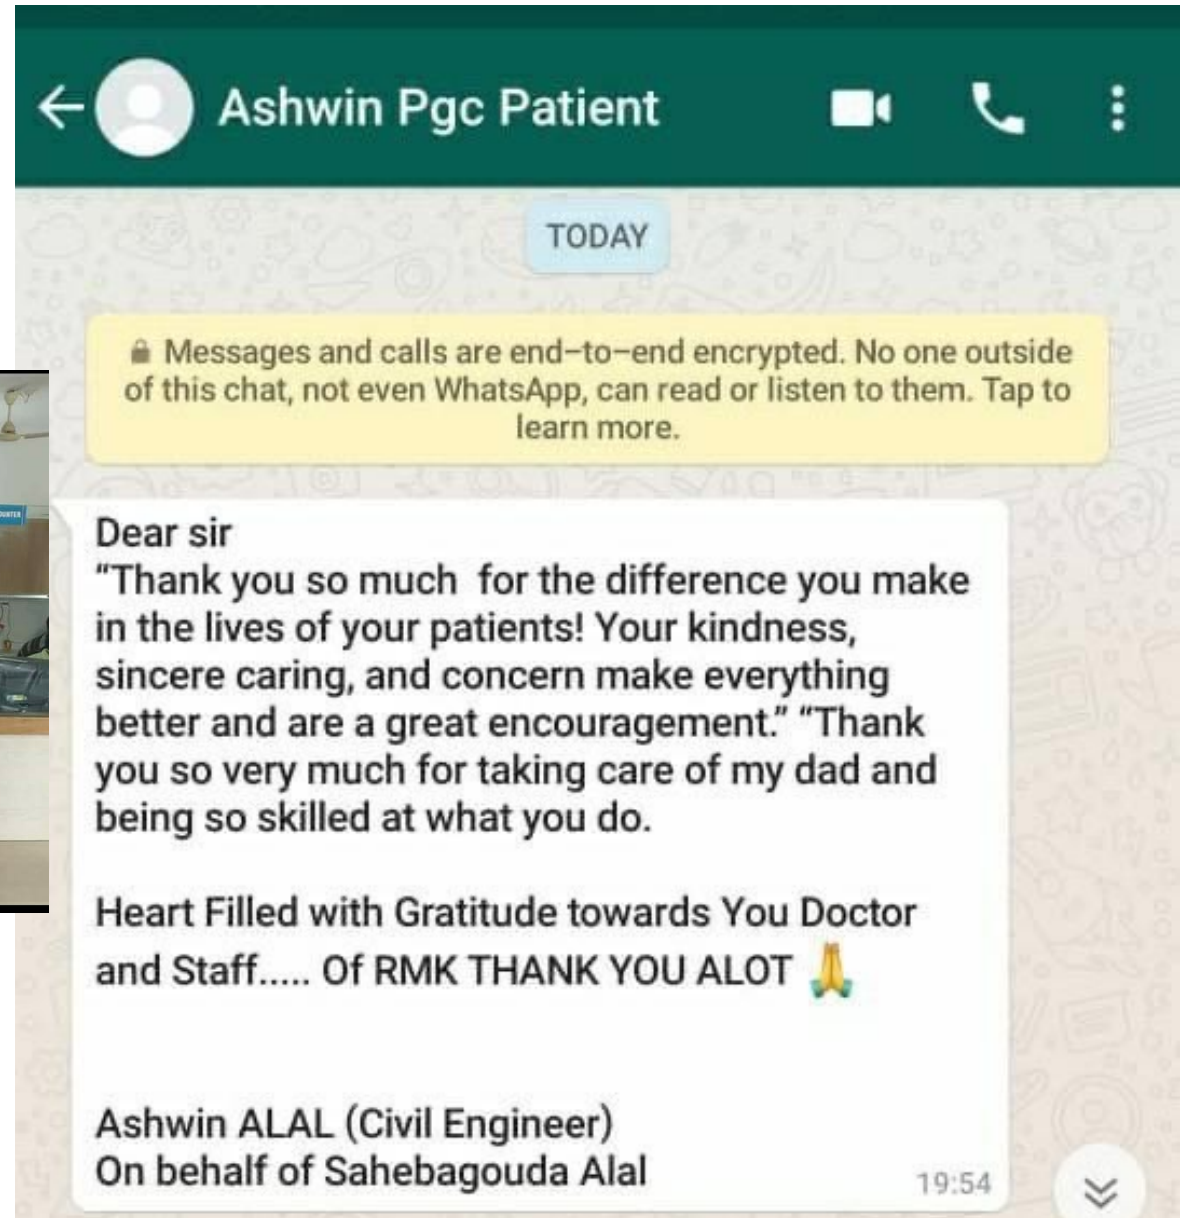 Ashwin Pgc Patient
TODAY
Messages and calls are end-to-end encrypted. No one outside
of this chat, not even WhatsApp, can read or listen to them. Tap to
learn more.
Dear sir
“Thank you so much  for the difference you make
in the lives of your patients! Your kindness,
sincere caring, and concern make everything
better and are a great encouragement.” “Thank
you so very much for taking care of my dad and
being so skilled at what you do.
Heart Filled with Gratitude towards You Doctor
and Staff..... Of RMK THANK YOU ALOT 🙏
Ashwin ALAL (Civil Engineer)
On behalf of Sahebagouda Alal
19:54